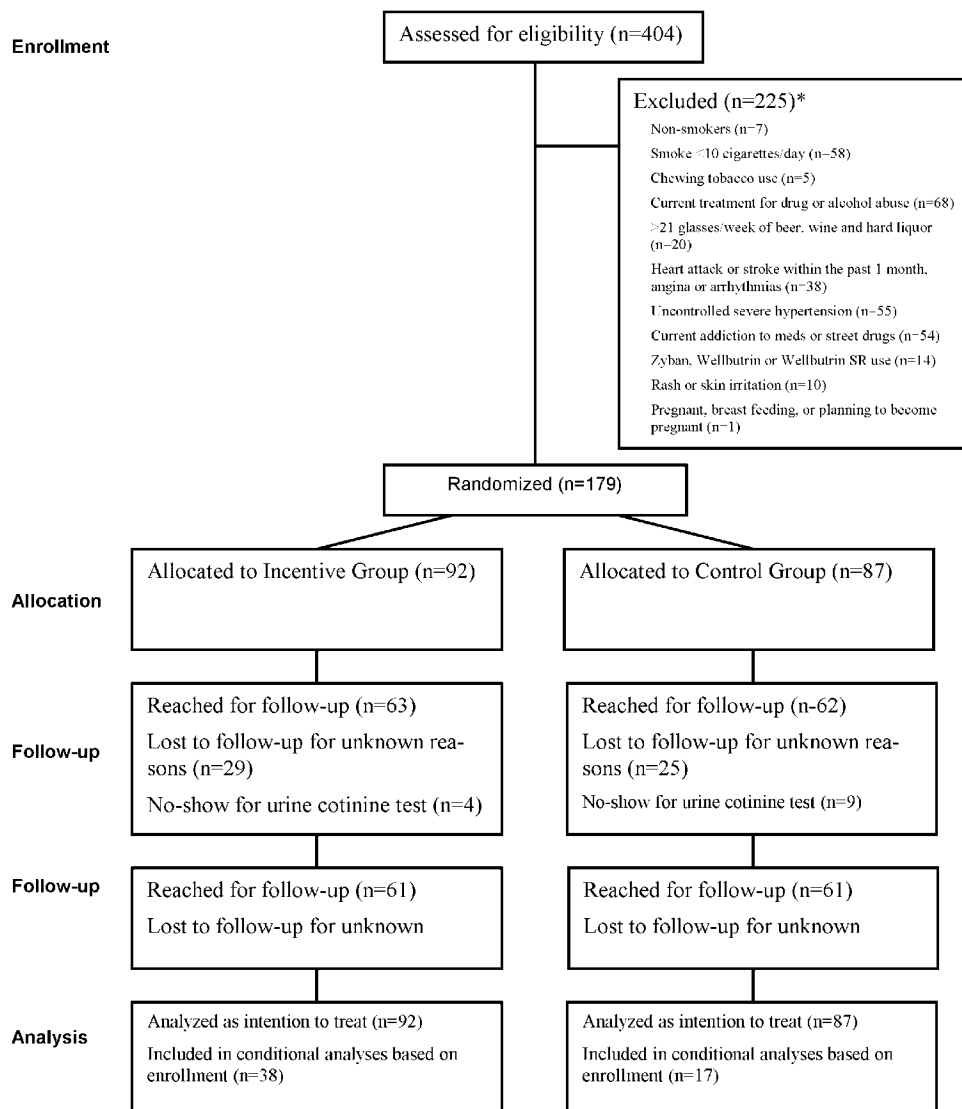 Enrollment
Assessed for eligibility (n=404)
Excluded (n=225)*
Non-smokers (n=7)
Smoke <10 cigarettes/day (n=58)
Chewing tobacco use (n=5)
Current treatment for drug or alcohol abuse (n=68)
>21 glasses/week of beer, wine and hard liquor
(n=20)
Heart attack or stroke within the past 1 month,
angina or arrhythmias (n=38)
Uncontrolled severe hypertension (n=55)
Current addiction to meds or street drugs (n=54)
Zyban, Wellbutrin or Wellbutrin SR use (n=14)
Rash or skin irritation (n=10)
Pregnant, breast feeding, or planning to become
pregnant (n=1)
Randomized (n=179)
Allocation
Allocated to Incentive Group (n=92)
Allocated to Control Group (n=87)
Follow-up
Reached for follow-up (n=63)
Lost to follow-up for unknown rea-
sons (n=29)
No-show for urine cotinine test (n=4)
Reached for follow-up (n-62)
Lost to follow-up for unknown rea-
sons (n=25)
No-show for urine cotinine test (n=9)
Follow-up
Reached for follow-up (n=61)
Lost to follow-up for unknown
Reached for follow-up (n=61)
Lost to follow-up for unknown
Analysis
Analyzed as intention to treat (n=92)
Included in conditional analyses based on
enrollment (n=38)
Analyzed as intention to treat (n=87)
Included in conditional analyses based on
enrollment (n=17)